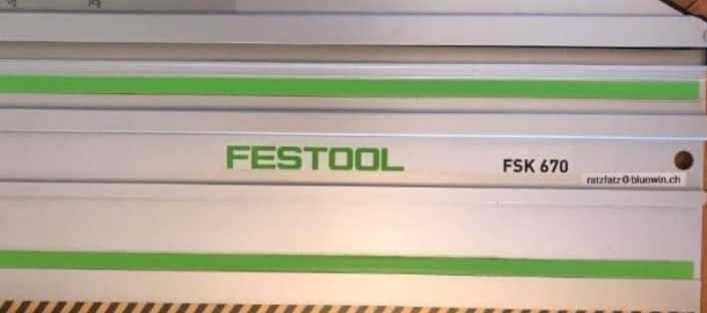 FESTOOL
FSK 670
ratzfatz@bluewin.ch